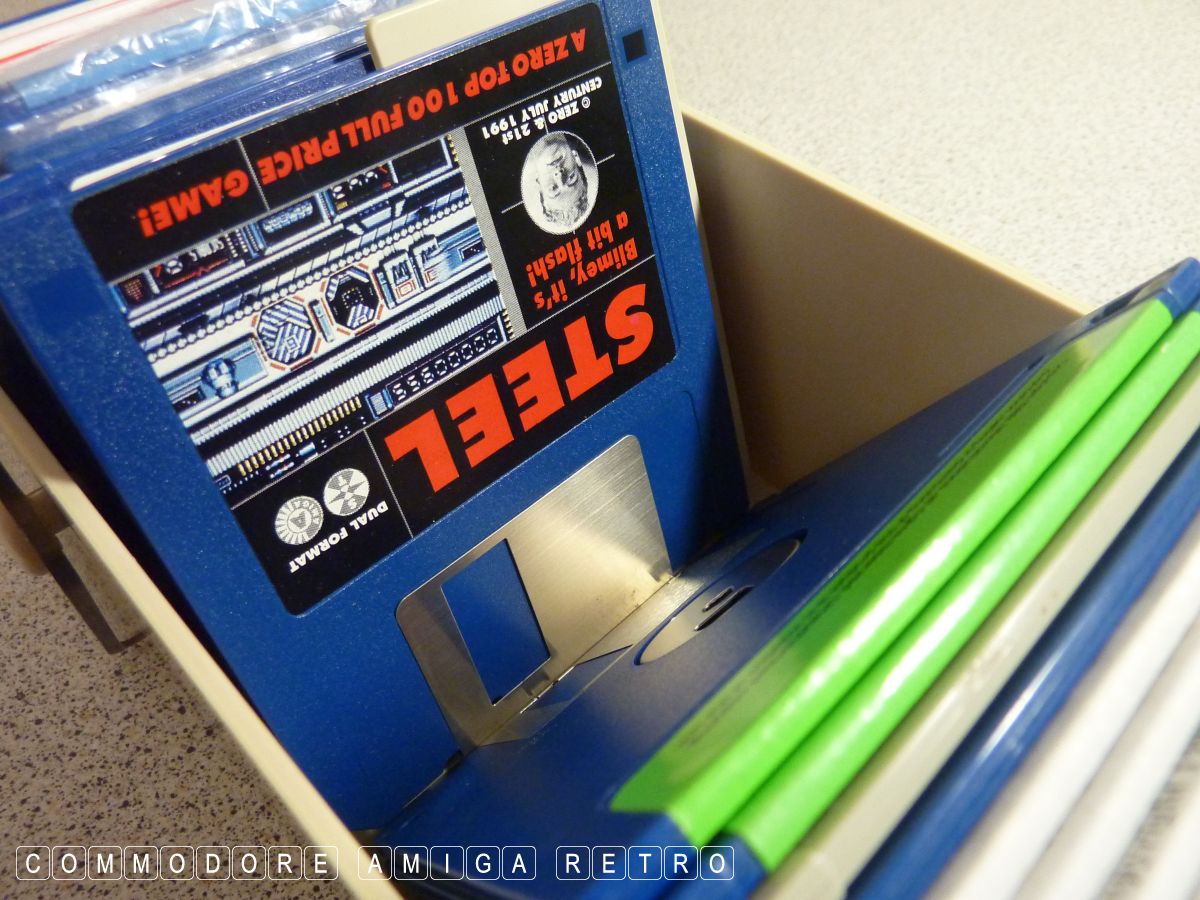 STEEL
DUAL FORMAT
Blimey, it's
a bit flash!
© ZERO & 21st
CENTURY JULY 1991
A ZERO TOP 100 FULL PRICE GAME!
COMMODORE AMIGA RETRO